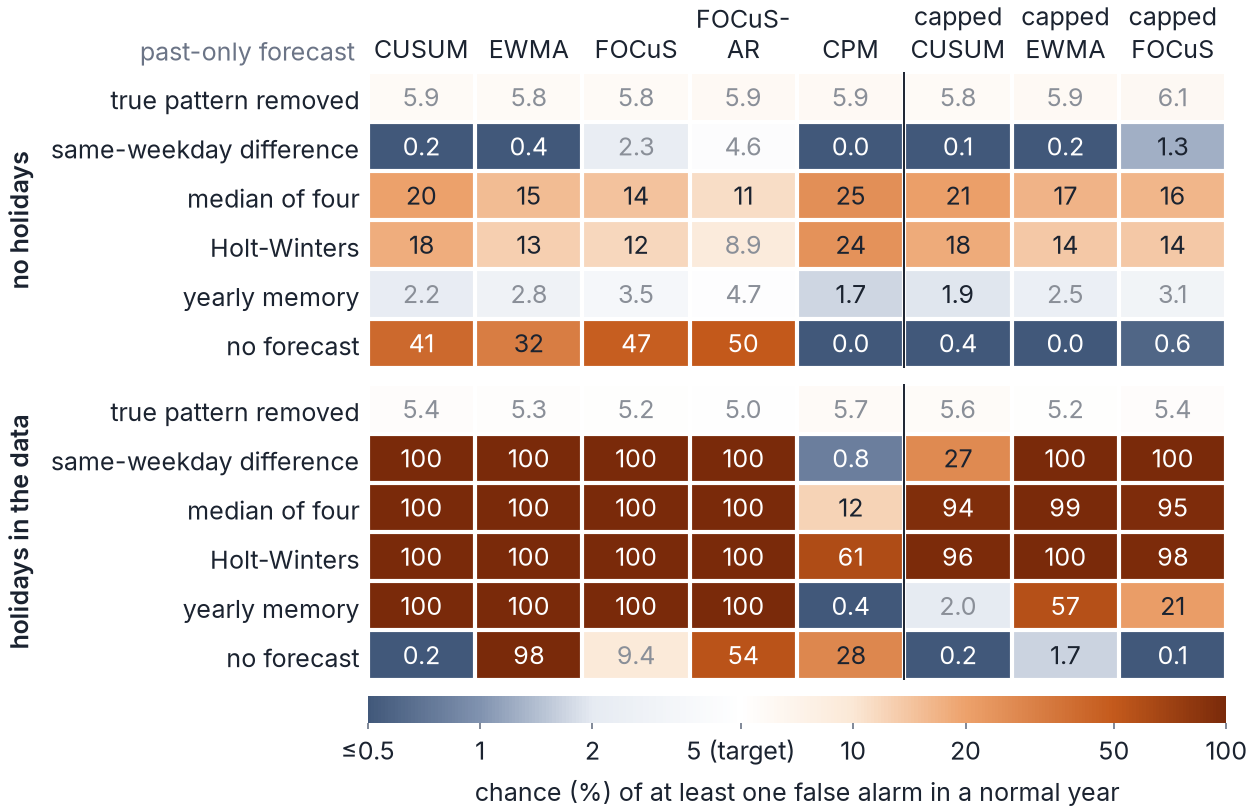 past-only forecast CUSUM EWMA FOCuS FOCuS-AR CPM capped CUSUM capped EWMA capped FOCuS
no holidays
true pattern removed 5.9 5.8 5.8 5.9 5.9 5.8 5.9 6.1
same-weekday difference 0.2 0.4 2.3 4.6 0.0 0.1 0.2 1.3
median of four 20 15 14 11 25 21 17 16
Holt-Winters 18 13 12 8.9 24 18 14 14
yearly memory 2.2 2.8 3.5 4.7 1.7 1.9 2.5 3.1
no forecast 41 32 47 50 0.0 0.4 0.0 0.6
holidays in the data
true pattern removed 5.4 5.3 5.2 5.0 5.7 5.6 5.2 5.4
same-weekday difference 100 100 100 100 0.8 27 100 100
median of four 100 100 100 100 12 94 99 95
Holt-Winters 100 100 100 100 61 96 100 98
yearly memory 100 100 100 100 0.4 2.0 57 21
no forecast 0.2 98 9.4 54 28 0.2 1.7 0.1
≤0.5 1 2 5 (target) 10 20 50 100
chance (%) of at least one false alarm in a normal year